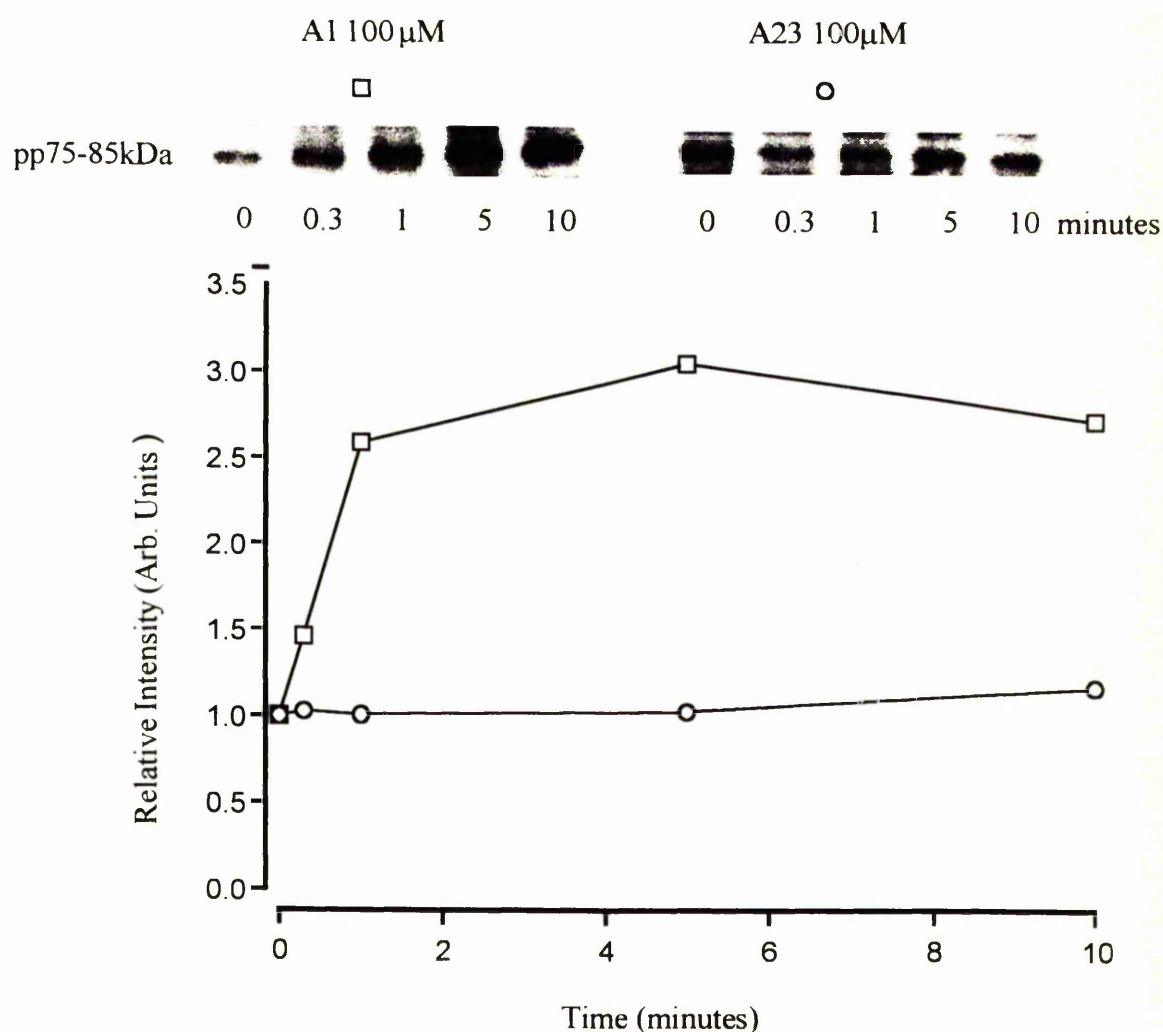 A1 100 µM A23 100µM
pp75-85kDa
0 0.3 1 5 10 0 0.3 1 5 10 minutes
3.5
3.0
2.5
2.0
1.5
1.0
0.5
0.0
Relative Intensity (Arb. Units )
0 2 4 6 8 10
Time (minutes)